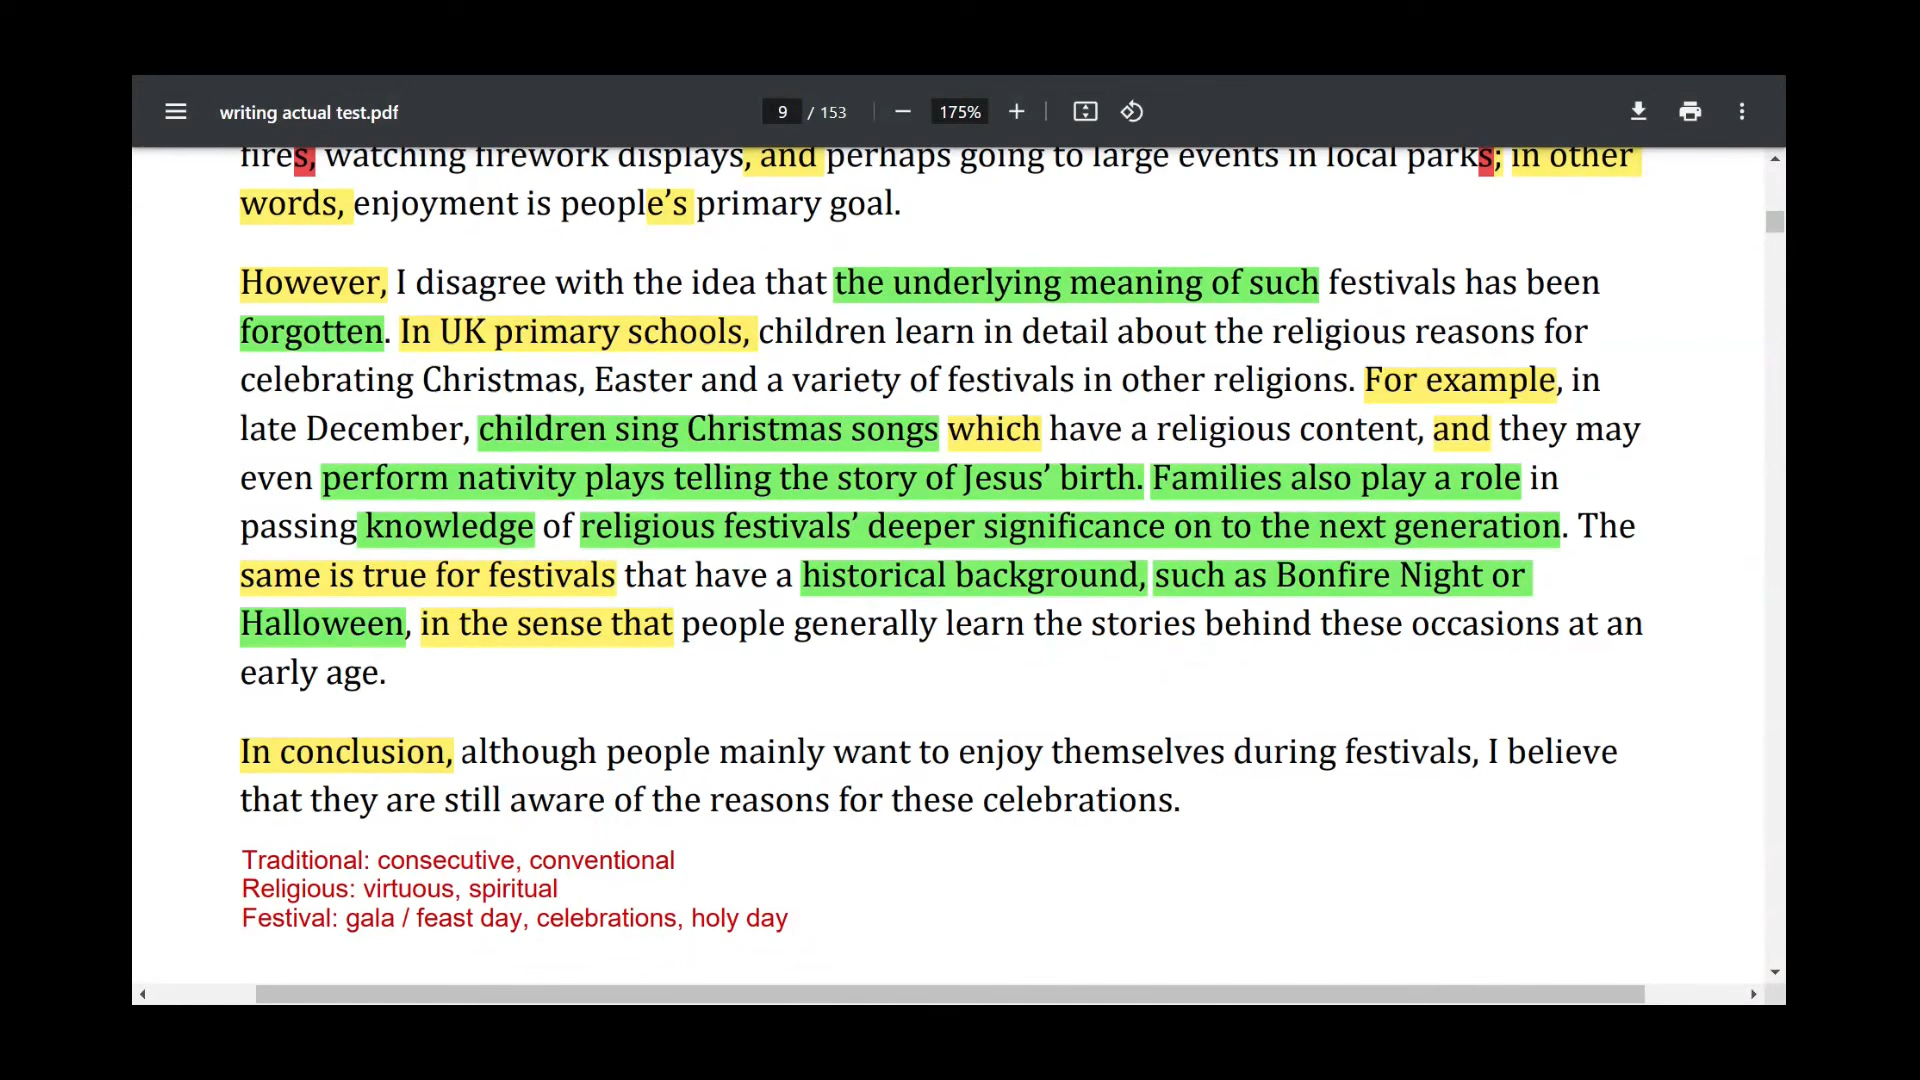 writing actual test.pdf
9 / 153
175%
fires, watching firework displays, and perhaps going to large events in local parks; in other
words, enjoyment is people’s primary goal.
However, I disagree with the idea that the underlying meaning of such festivals has been
forgotten. In UK primary schools, children learn in detail about the religious reasons for
celebrating Christmas, Easter and a variety of festivals in other religions. For example, in
late December, children sing Christmas songs which have a religious content, and they may
even perform nativity plays telling the story of Jesus’ birth. Families also play a role in
passing knowledge of religious festivals’ deeper significance on to the next generation. The
same is true for festivals that have a historical background, such as Bonfire Night or
Halloween, in the sense that people generally learn the stories behind these occasions at an
early age.
In conclusion, although people mainly want to enjoy themselves during festivals, I believe
that they are still aware of the reasons for these celebrations.
Traditional: consecutive, conventional
Religious: virtuous, spiritual
Festival: gala / feast day, celebrations, holy day